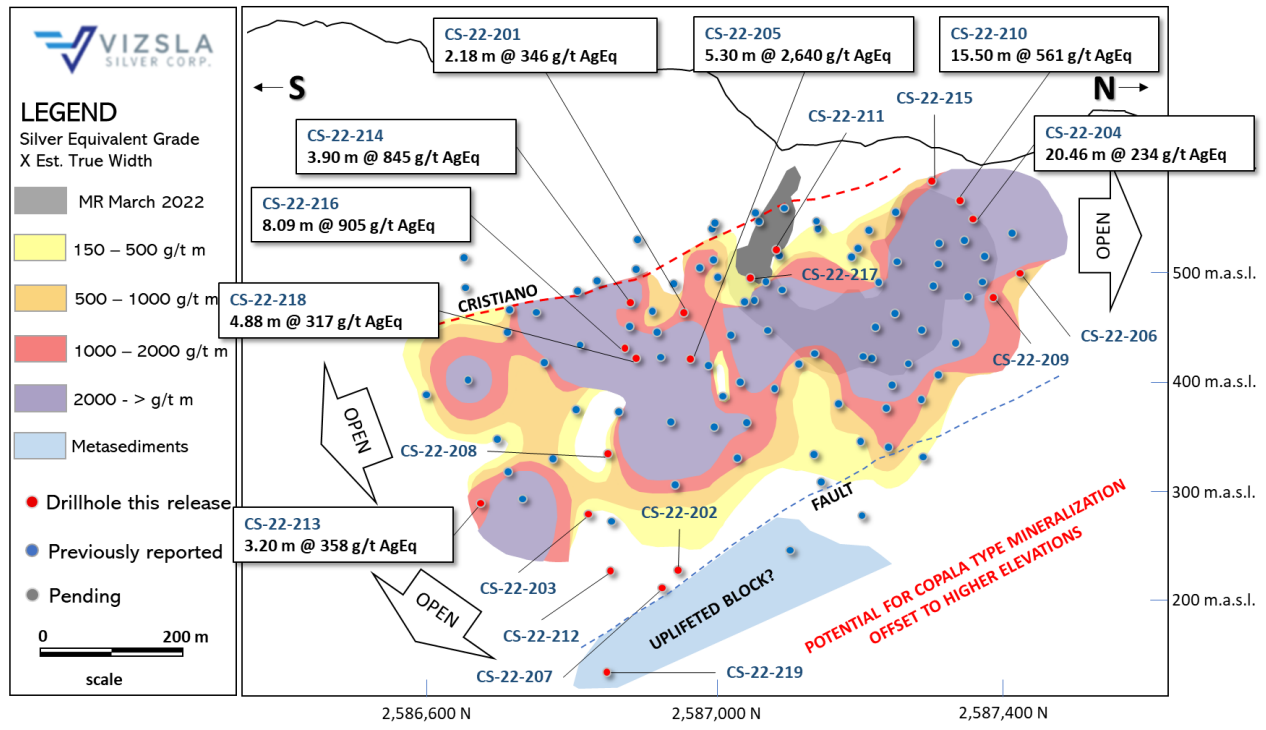 VIZSLA
SILVER CORP.
LEGEND
Silver Equivalent Grade
X Est. True Width
MR March 2022
150 – 500 g/t m
500 – 1000 g/t m
1000 – 2000 g/t m
2000 - > g/t m
Metasediments
Drillhole this release
Previously reported
Pending
0 200 m
scale
S
N
CS-22-201
2.18 m @ 346 g/t AgEq
CS-22-205
5.30 m @ 2,640 g/t AgEq
CS-22-210
15.50 m @ 561 g/t AgEq
CS-22-215
CS-22-211
CS-22-204
20.46 m @ 234 g/t AgEq
CS-22-214
3.90 m @ 845 g/t AgEq
CS-22-216
8.09 m @ 905 g/t AgEq
OPEN
CS-22-217
500 m.a.s.l.
CRISTIANO
CS-22-218
4.88 m @ 317 g/t AgEq
CS-22-206
CS-22-209
400 m.a.s.l.
OPEN
CS-22-208
FAULT
300 m.a.s.l.
CS-22-202
CS-22-213
3.20 m @ 358 g/t AgEq
CS-22-203
OPEN
UPLIFETED BLOCK?
POTENTIAL FOR COPALA TYPE MINERALIZATION
OFFSET TO HIGHER ELEVATIONS
200 m.a.s.l.
CS-22-212
CS-22-207
CS-22-219
2,586,600 N
2,587,000 N
2,587,400 N